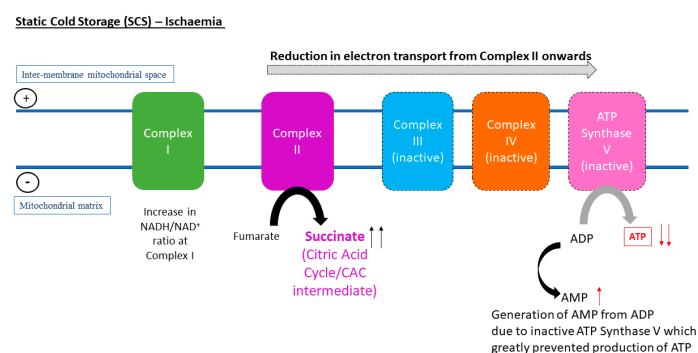 Static Cold Storage (SCS) – Ischaemia
Reduction in electron transport from Complex II onwards
Inter-membrane mitochondrial space
+
Complex
I
Complex
II
Complex
III
(inactive)
Complex
IV
(inactive)
ATP
Synthase
V
(inactive)
-
Mitochondrial matrix
Increase in
NADH/NAD⁺
ratio at
Complex I
Fumarate
Succinate
(Citric Acid
Cycle/CAC
intermediate)
ADP
ATP
AMP
Generation of AMP from ADP
due to inactive ATP Synthase V which
greatly prevented production of ATP